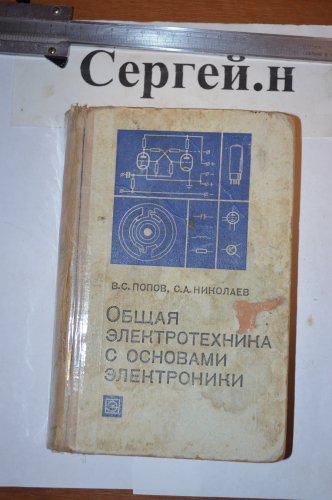 Сергей.н
В.С. ПОПОВ, С.А. НИКОЛАЕВ
ОБЩАЯ
ЭЛЕКТРОТЕХНИКА
С ОСНОВАМИ
ЭЛЕКТРОНИКИ